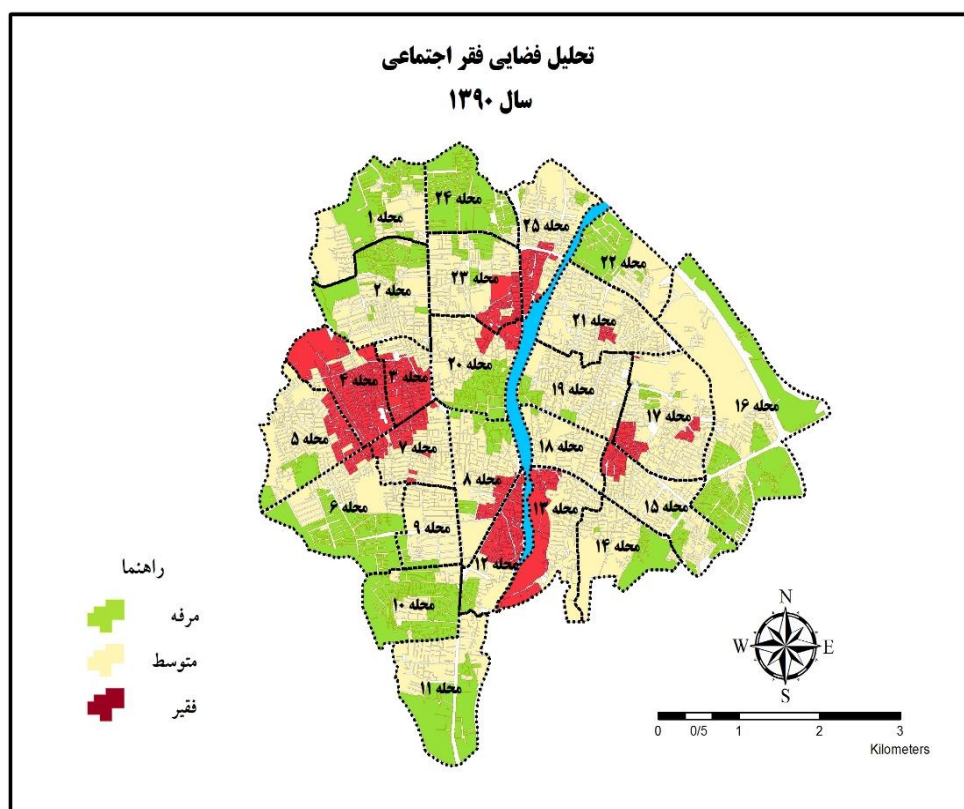 تحلیل فضایی فقر اجتماعی
سال ۱۳۹۰
محله ۲۴
محله ۱
محله ۲۵
محله ۲۲
محله ۲۳
محله ۲
محله ۲۱
محله ۲۰
محله ۳
محله ۴
محله ۱۹
محله ۱۶
محله ۱۷
محله ۵
محله ۷
محله ۱۸
محله ۸
محله ۶
محله ۱۳
محله ۱۵
محله ۹
محله ۱۴
محله ۱۲
محله ۱۰
محله ۱۱
راهنما
مرفه
متوسط
فقیر
N
W
E
S
0 0/5 1 2 3
Kilometers